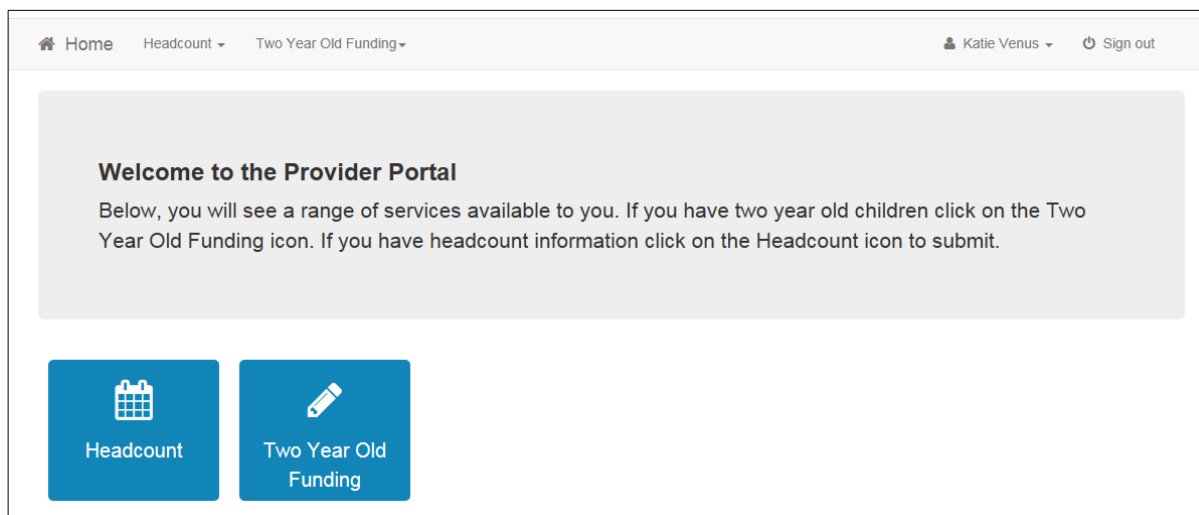 Home Headcount Two Year Old Funding Katie Venus Sign out
Welcome to the Provider Portal
Below, you will see a range of services available to you. If you have two year old children click on the Two
Year Old Funding icon. If you have headcount information click on the Headcount icon to submit.
Headcount
Two Year Old
Funding